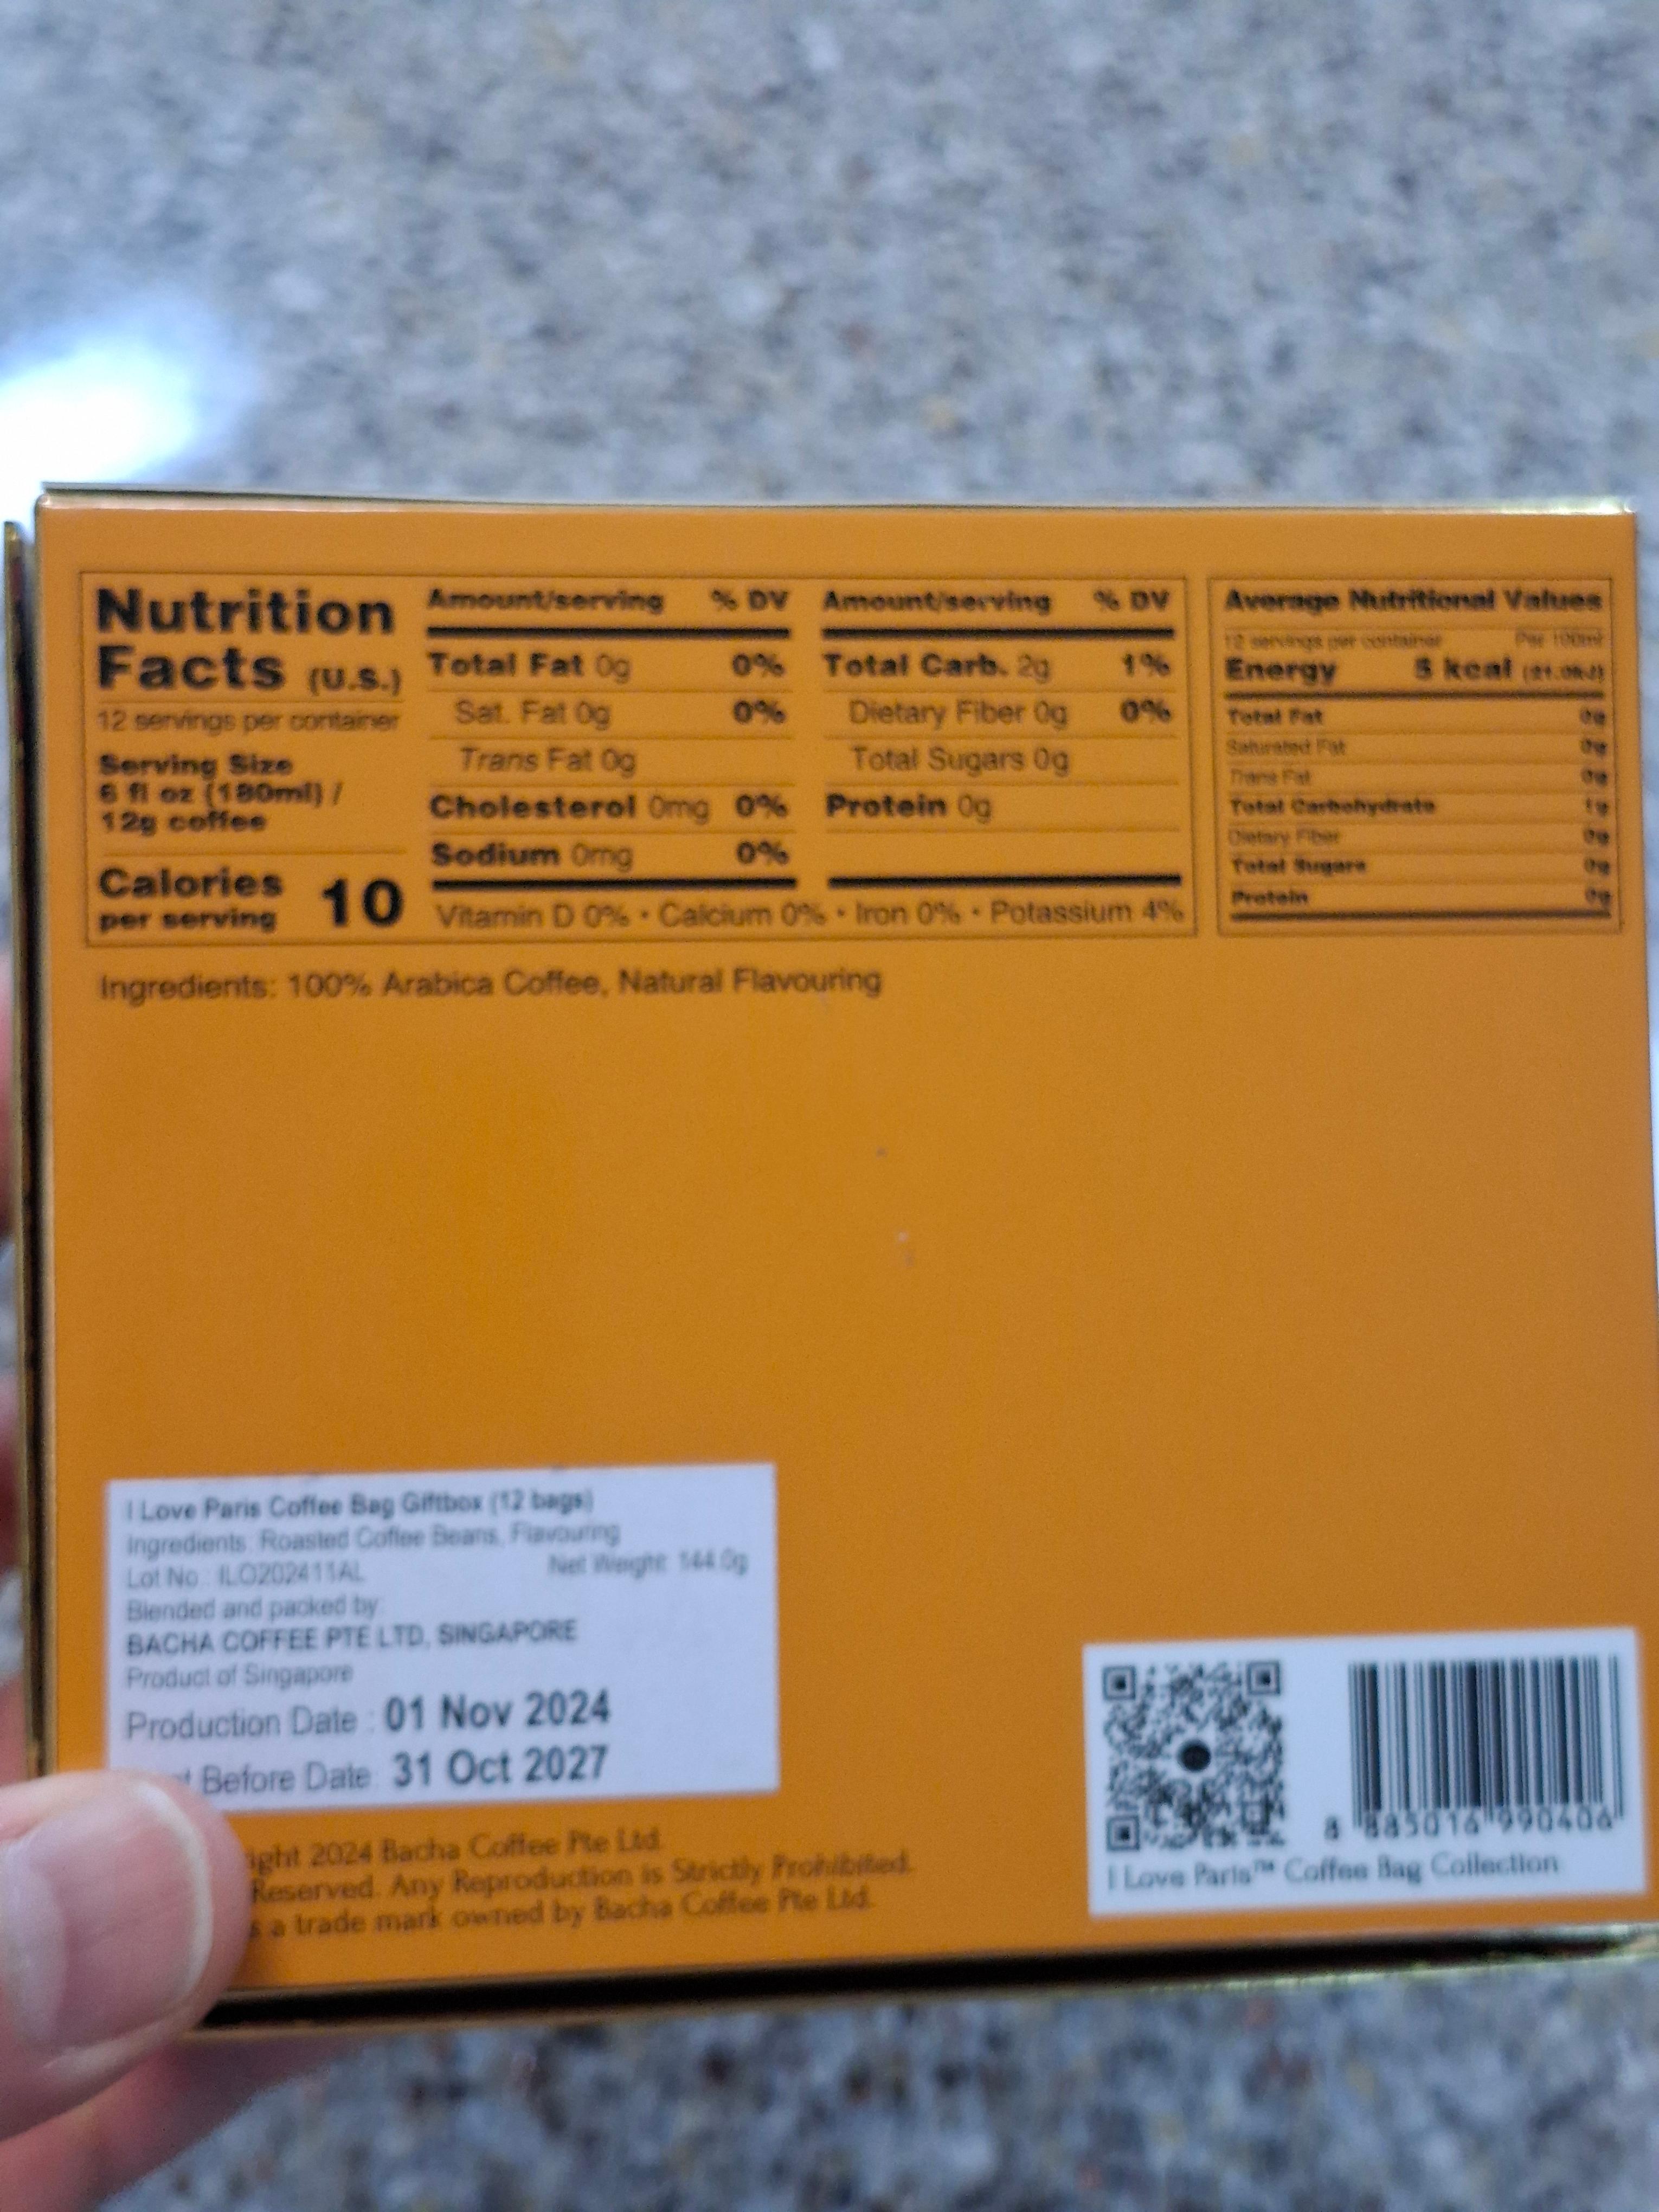 Nutrition
Facts (U.S.)
12 servings per container
Serving Size
6 fl oz (180ml) /
12g coffee
Calories
per serving 10
Amount/serving % DV
Total Fat 0g 0%
Sat. Fat 0g 0%
Trans Fat 0g
Cholesterol 0mg 0%
Sodium 0mg 0%
Amount/serving % DV
Total Carb. 2g 1%
Dietary Fiber 0g 0%
Total Sugars 0g
Protein 0g
Vitamin D 0% • Calcium 0% • Iron 0% • Potassium 4%
Average Nutritional Values
12 servings per container Per 100ml
Energy 5 kcal
Total Fat 0g
Saturated Fat 0g
Trans Fat 0g
Total Carbohydrate 1g
Dietary Fiber 0g
Total Sugars 0g
Protein 0g
Ingredients: 100% Arabica Coffee, Natural Flavouring
I Love Paris Coffee Bag Giftbox (12 bags)
Ingredients: Roasted Coffee Beans, Flavouring
Lot No.: ILO202411AL Net Weight: 144.0g
Blended and packed by:
BACHA COFFEE PTE LTD, SINGAPORE
Product of Singapore
Production Date : 01 Nov 2024
Before Date: 31 Oct 2027
ight 2024 Bacha Coffee Pte Ltd.
Reserved. Any Reproduction is Strictly Prohibited.
s a trade mark owned by Bacha Coffee Pte Ltd.
8 885016 990406
I Love Paris™ Coffee Bag Collection